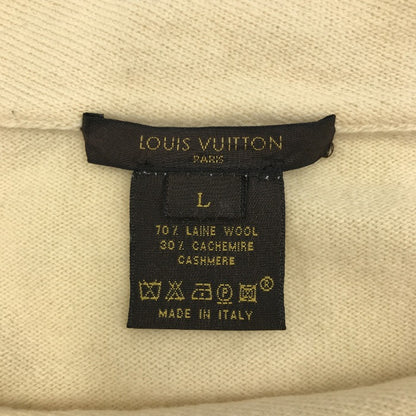 LOUIS VUITTON
PARIS
L
70% LAINE WOOL
30% CACHEMIRE
CASHMERE
P ®
MADE IN ITALY